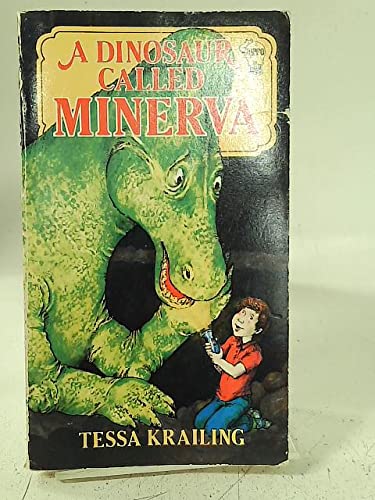 A DINOSAUR
CALLED
MINERVA
TESSA KRAILING